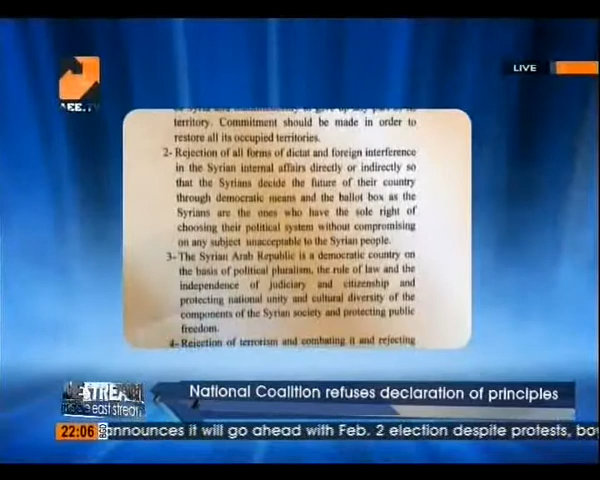 LIVE
AEE.TV
territory. Commitment should be made in order to
restore all its occupied territories.
2- Rejection of all forms of dictat and foreign interference
in the Syrian internal affairs directly or indirectly so
that the Syrians decide the future of their country
through democratic means and the ballot box as the
Syrians are the ones who have the sole right of
choosing their political system without compromising
on any subject unacceptable to the Syrian people.
3- The Syrian Arab Republic is a democratic country on
the basis of political pluralism, the rule of law and the
independence of judiciary and citizenship and
protecting national unity and cultural diversity of the
components of the Syrian society and protecting public
freedom.
4- Rejection of terrorism and combating it and rejecting
National Coalition refuses declaration of principles
east stream
22:06 announces it will go ahead with Feb. 2 election despite protests,